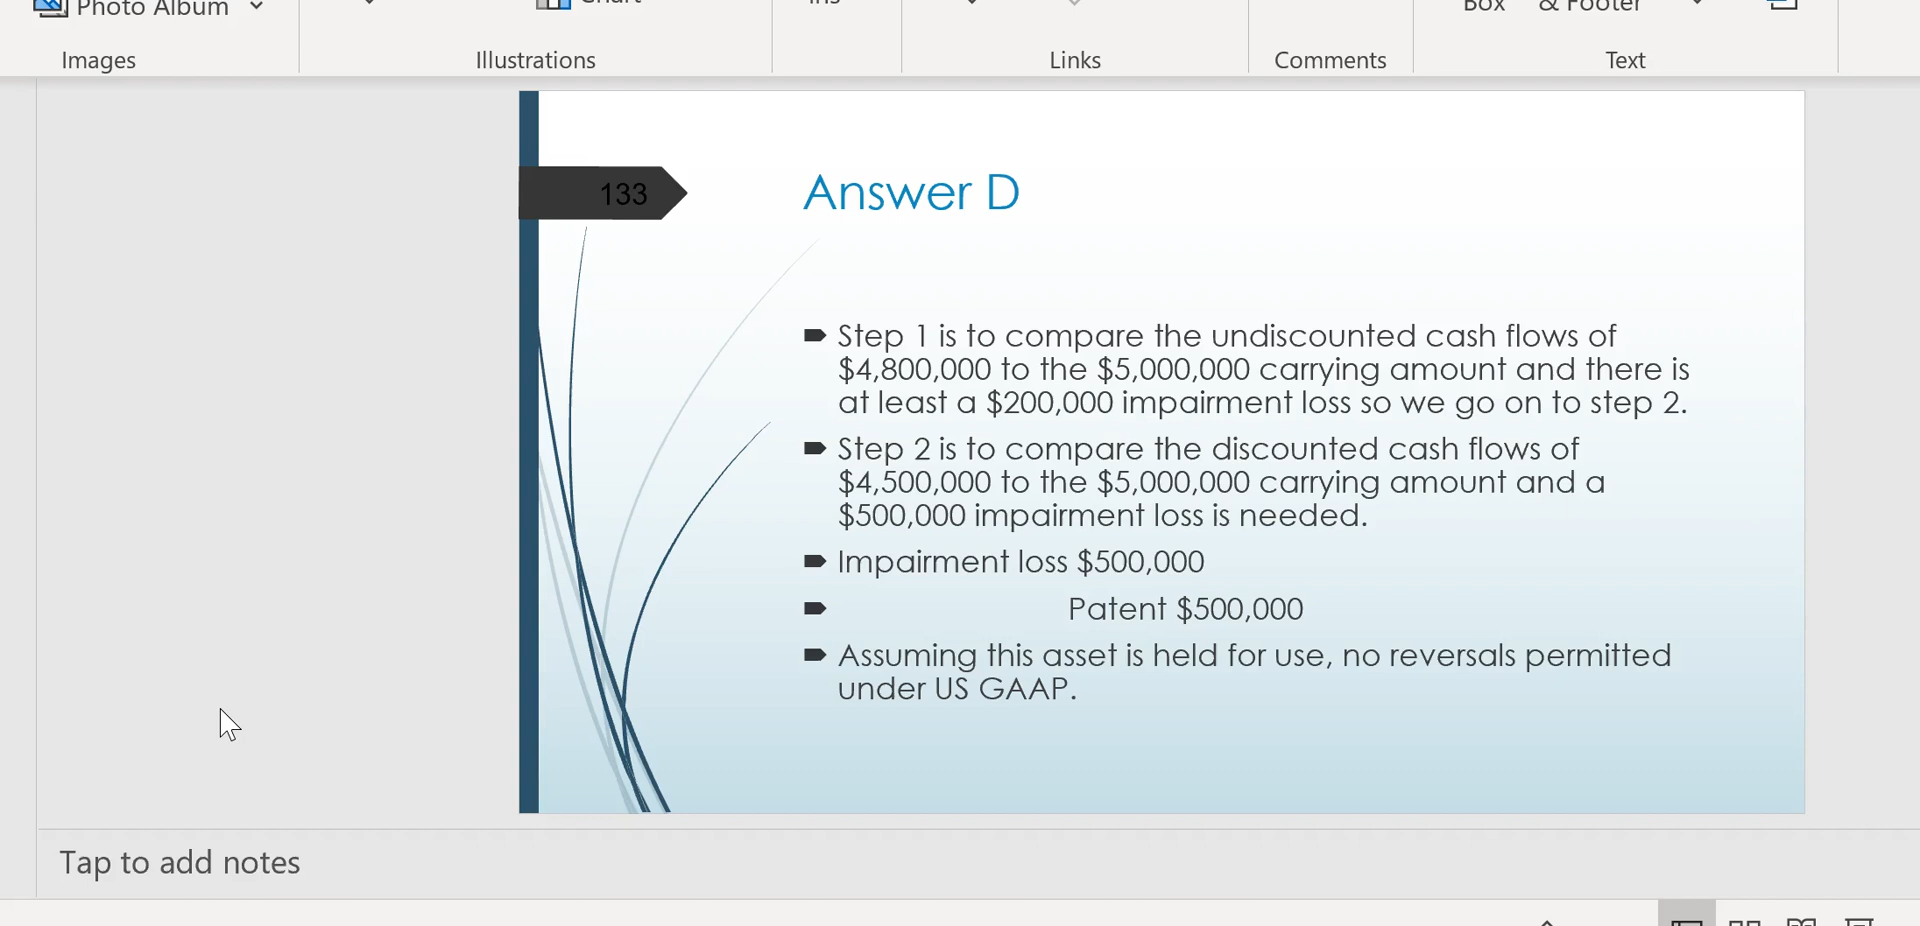 Photo Album
Chart
Ins
Box & Footer
Images
Illustrations
Links
Comments
Text
133
Answer D
Step 1 is to compare the undiscounted cash flows of
$4,800,000 to the $5,000,000 carrying amount and there is
at least a $200,000 impairment loss so we go on to step 2.
Step 2 is to compare the discounted cash flows of
$4,500,000 to the $5,000,000 carrying amount and a
$500,000 impairment loss is needed.
Impairment loss $500,000
Patent $500,000
Assuming this asset is held for use, no reversals permitted
under US GAAP.
Tap to add notes